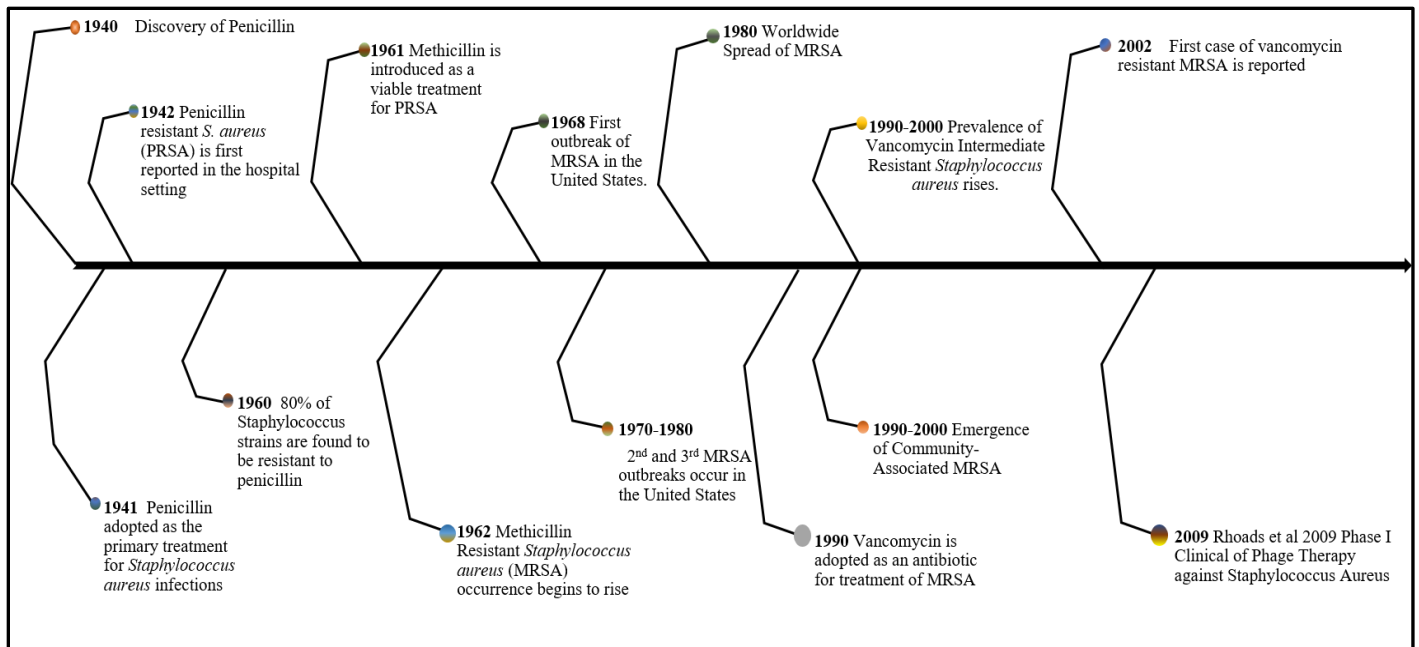 1940 Discovery of Penicillin
1941 Penicillin
adopted as the
primary treatment
for Staphylococcus
aureus infections
1942 Penicillin
resistant S. aureus
(PRSA) is first
reported in the hospital
setting
1960 80% of
Staphylococcus
strains are found to
be resistant to
penicillin
1961 Methicillin is
introduced as a
viable treatment
for PRSA
1962 Methicillin
Resistant Staphylococcus
aureus (MRSA)
occurrence begins to rise
1968 First
outbreak of
MRSA in the
United States.
1970-1980
2nd and 3rd MRSA
outbreaks occur in
the United States
1980 Worldwide
Spread of MRSA
1990 Vancomycin is
adopted as an antibiotic
for treatment of MRSA
1990-2000 Prevalence of
Vancomycin Intermediate
Resistant Staphylococcus
aureus rises.
1990-2000 Emergence
of Community-
Associated MRSA
2002 First case of vancomycin
resistant MRSA is reported
2009 Rhoads et al 2009 Phase I
Clinical of Phage Therapy
against Staphylococcus Aureus